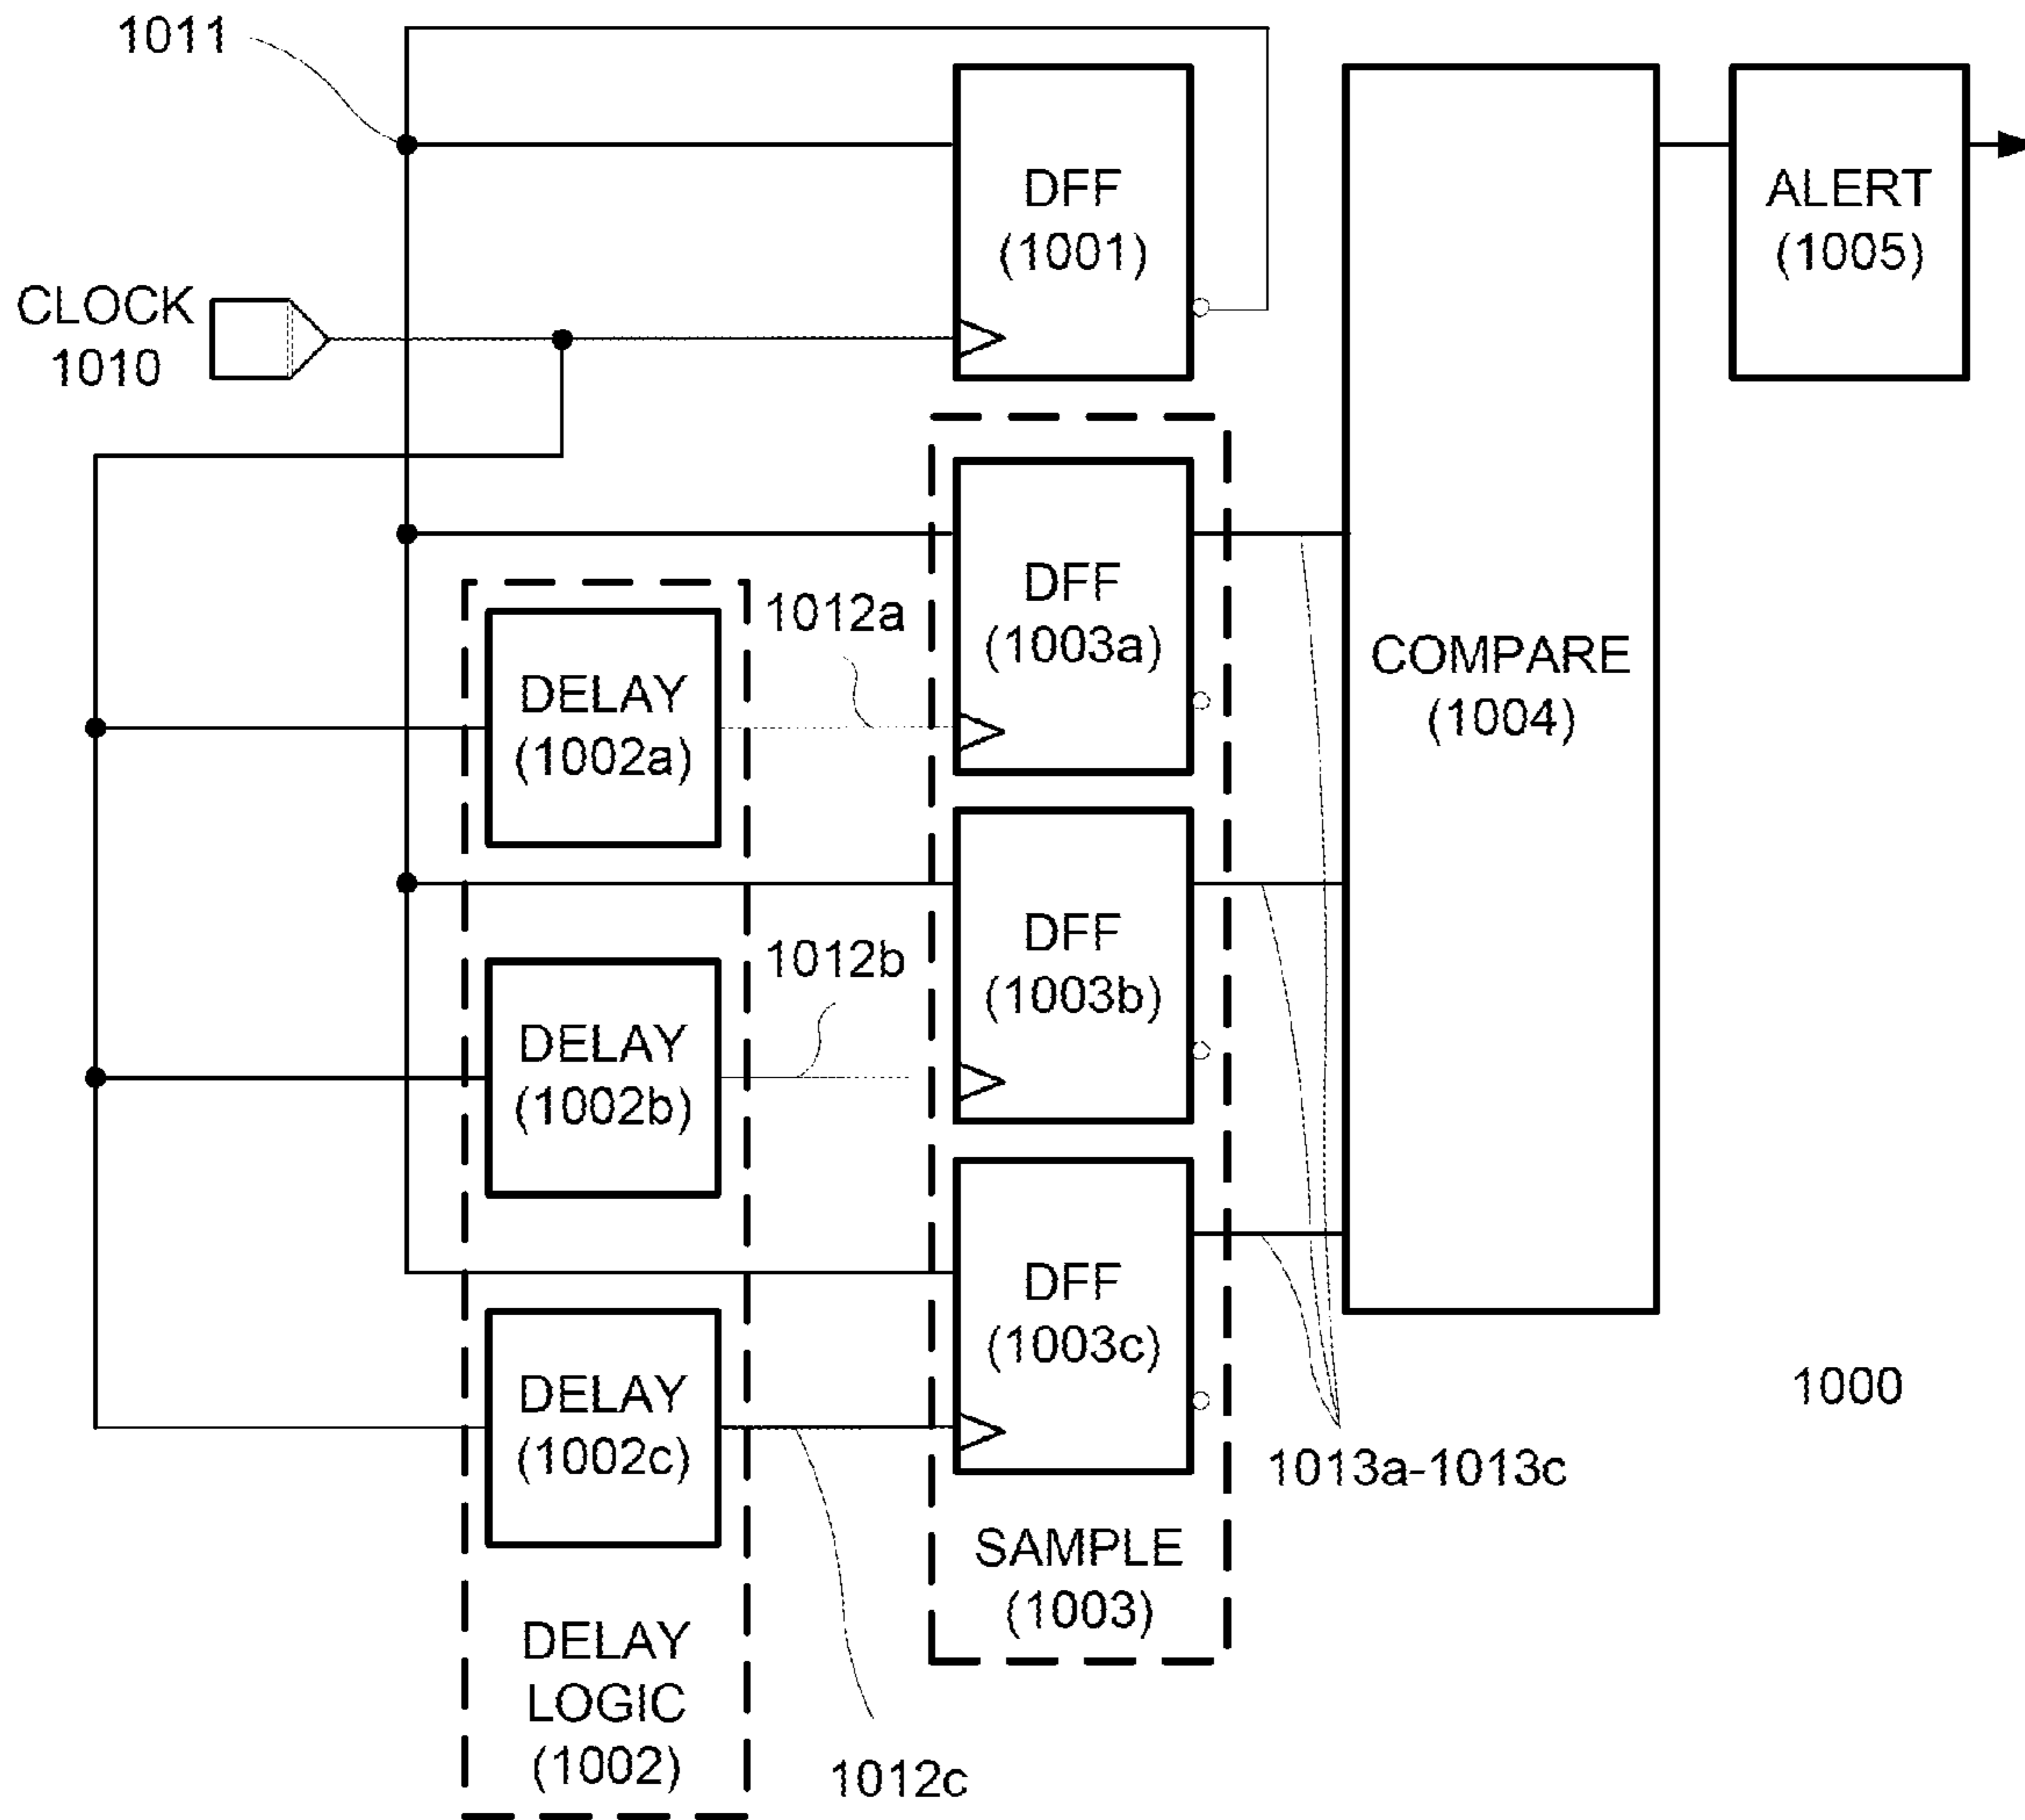 1011
DFF
(1001)
ALERT
(1005)
CLOCK
1010
DFF
(1003a)
1012a
DELAY
(1002a)
COMPARE
(1004)
DFF
(1003b)
1012b
DELAY
(1002b)
DFF
(1003c)
DELAY
(1002c)
1000
1013a-1013c
SAMPLE
(1003)
DELAY
LOGIC
(1002)
1012c